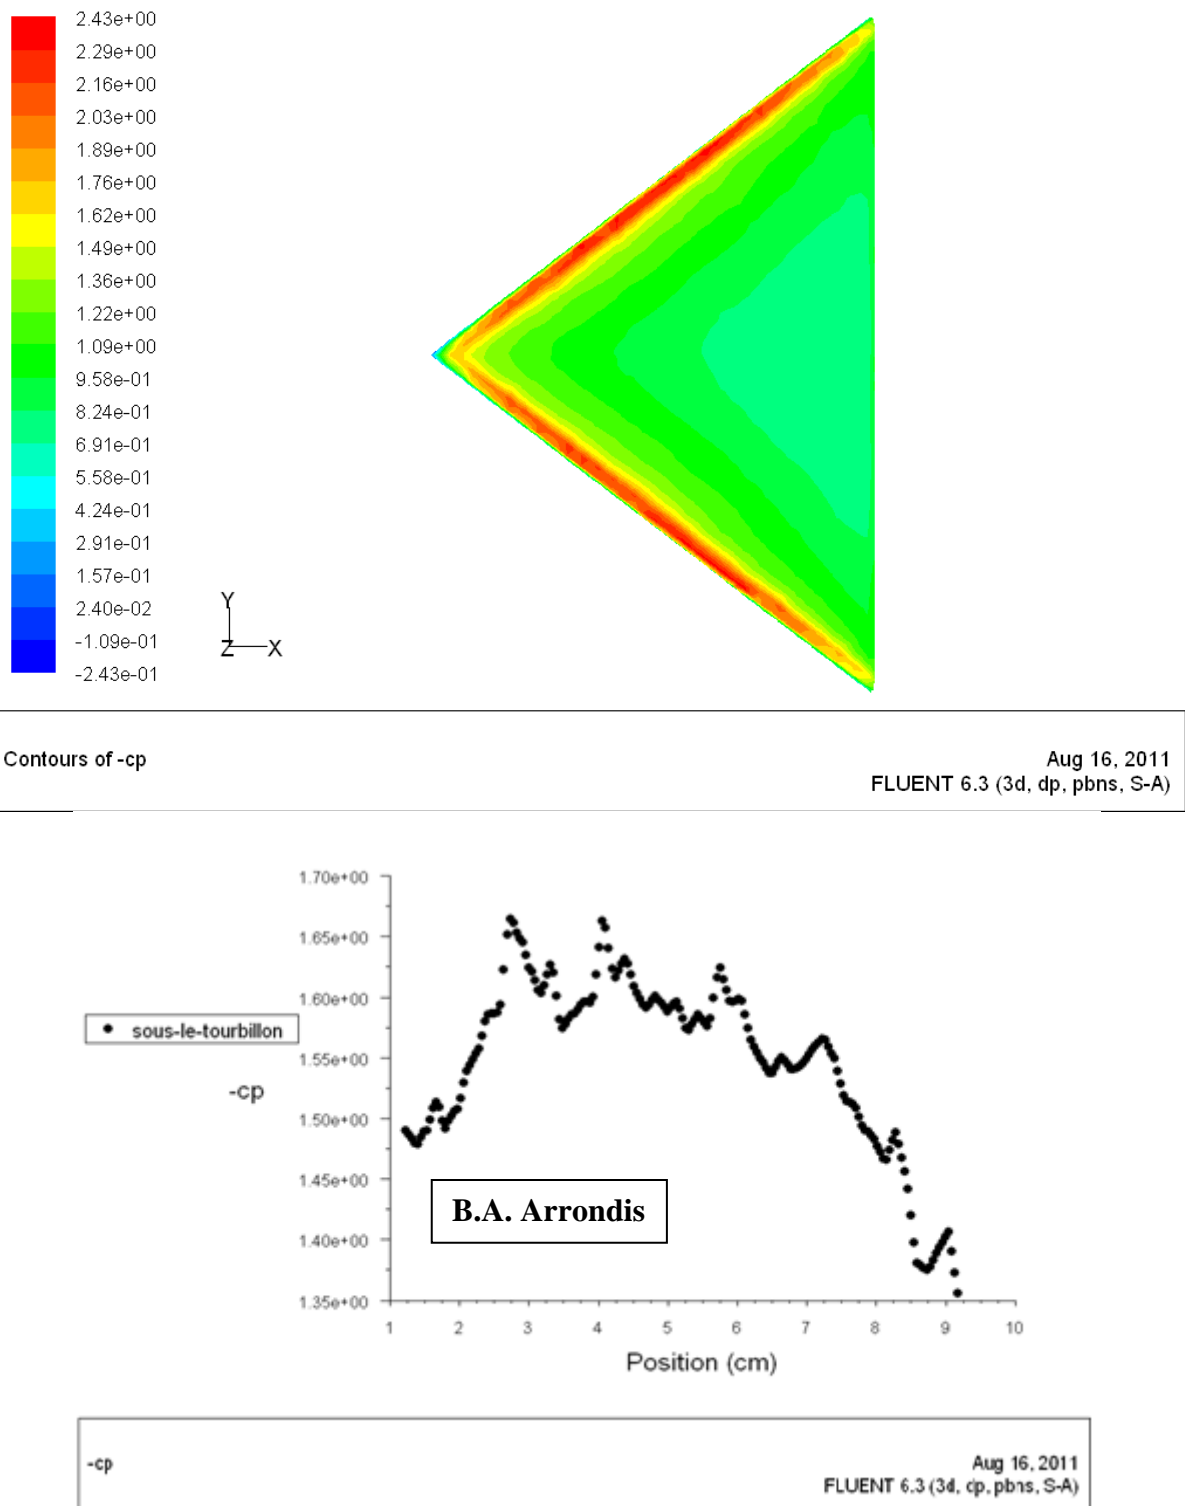 2.43e+00
2.29e+00
2.16e+00
2.03e+00
1.89e+00
1.76e+00
1.62e+00
1.49e+00
1.36e+00
1.22e+00
1.09e+00
9.58e-01
8.24e-01
6.91e-01
5.58e-01
4.24e-01
2.91e-01
1.57e-01
2.40e-02
-1.09e-01
-2.43e-01
Y
Z X
Contours of -cp
Aug 16, 2011
FLUENT 6.3 (3d, dp, pbns, S-A)
1.70e+00
1.65e+00
1.60e+00
1.55e+00
1.50e+00
1.45e+00
1.40e+00
1.35e+00
sous-le-tourbillon
-cp
B.A. Arrondis
1 2 3 4 5 6 7 8 9 10
Position (cm)
-cp
Aug 16, 2011
FLUENT 6.3 (3d, dp, pbns, S-A)